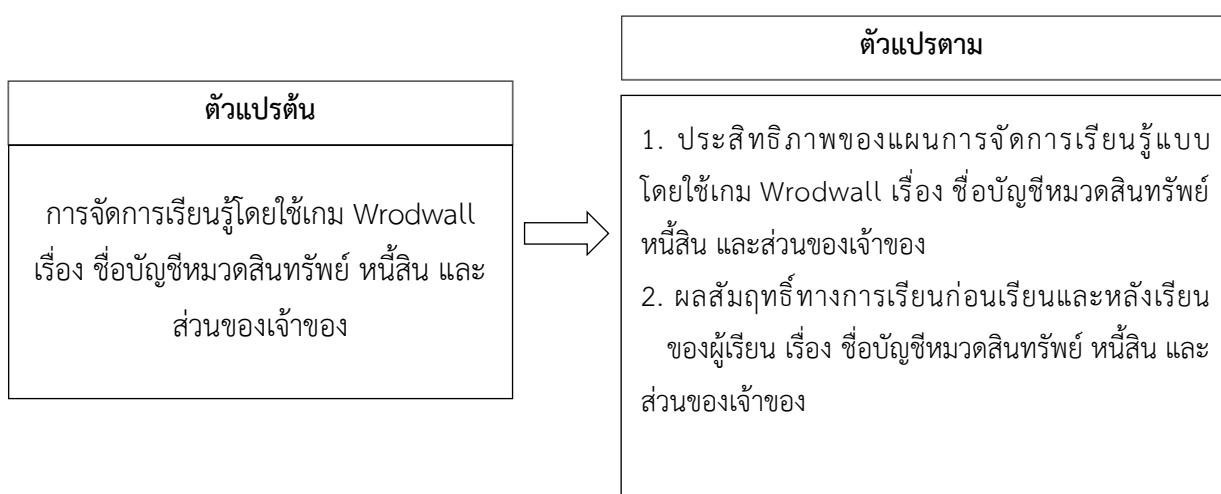 ตัวแปรต้น
การจัดการเรียนรู้โดยใช้เกม Wrodwall
เรื่อง ชื่อบัญชีหมวดสินทรัพย์ หนี้สิน และ
ส่วนของเจ้าของ
ตัวแปรตาม
1. ประสิทธิภาพของแผนการจัดการเรียนรู้แบบ
โดยใช้เกม Wrodwall เรื่อง ชื่อบัญชีหมวดสินทรัพย์
หนี้สิน และส่วนของเจ้าของ
2. ผลสัมฤทธิ์ทางการเรียนก่อนเรียนและหลังเรียน
ของผู้เรียน เรื่อง ชื่อบัญชีหมวดสินทรัพย์ หนี้สิน และ
ส่วนของเจ้าของ